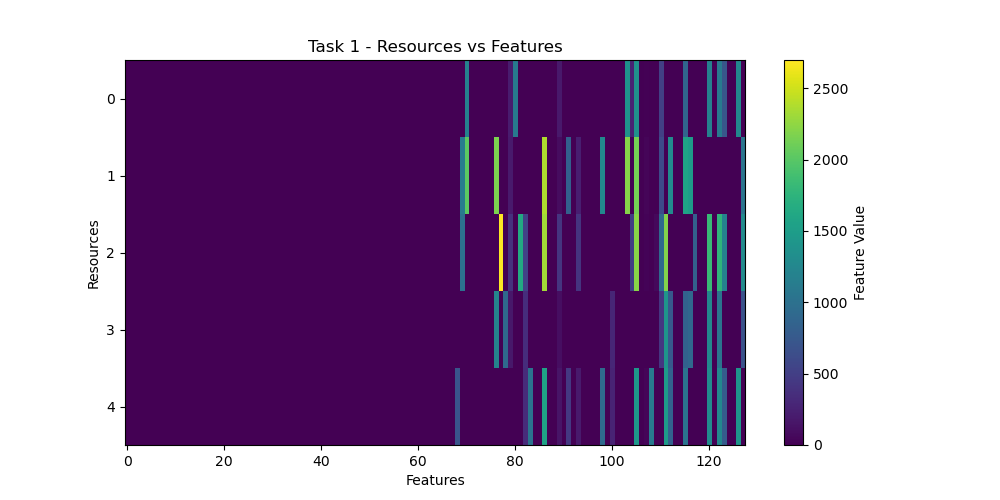 Task 1 - Resources vs Features
Resources
0
1
2
3
4
0 20 40 60 80 100 120
Features
2500
2000
1500
1000
500
0
Feature Value